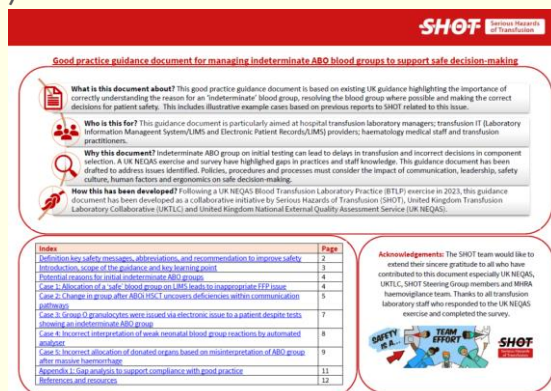 SHOT Serious Hazards
of Transfusion
Good practice guidance document for managing indeterminate ABO blood groups to support safe decision-making
What is this document about? This good practice guidance document is based on existing UK guidance highlighting the importance of
correctly understanding the reason for an 'indeterminate' blood group, resolving the blood group where possible and making the correct
decisions for patient safety. This includes illustrative example cases based on previous reports to SHOT related to this issue.
Who is this for? This guidance document is particularly aimed at hospital transfusion laboratory managers; transfusion IT (Laboratory
Information Management System/LIMS and Electronic Patient Records/LIMS) providers; haematology medical staff and transfusion
practitioners.
Why this document? Indeterminate ABO group on initial testing can lead to delays in transfusion and incorrect decisions in component
selection. A UK NEQAS exercise and survey have highlighted gaps in practices and staff knowledge. This guidance document has been
drafted to address issues identified. Policies, procedures and processes must consider the impact of communication, leadership, safety
culture, human factors and ergonomics on safe decision-making.
How this has been developed? Following a UK NEQAS Blood Transfusion Laboratory Practice (BTLP) exercise in 2023, this guidance
document has been developed as a collaborative initiative by Serious Hazards of Transfusion (SHOT), United Kingdom Transfusion
Laboratory Collaborative (UKTLC) and United Kingdom National External Quality Assessment Service (UK NEQAS).
Index Page
Definition key safety messages, abbreviations, and recommendation to improve safety 2
Introduction, scope of the guidance and key learning point 3
Potential reasons for initial indeterminate ABO groups 4
Case 1: Allocation of a 'safe' blood group on LIMS leads to inappropriate FFP issue 4
Case 2: Change in group after ABOi HSCT uncovers deficiencies within communication 5
pathways
Case 3: Group O granulocytes were issued via electronic issue to a patient despite tests 7
showing an indeterminate ABO group
Case 4: Incorrect interpretation of weak neonatal blood group reactions by automated 8
analyser
Case 5: Incorrect allocation of donated organs based on misinterpretation of ABO group 9
after massive haemorrhage
Appendix 1: Gap analysis to support compliance with good practice 11
References and resources 12
Acknowledgements: The SHOT team would like to
extend their sincere gratitude to all who have
contributed to this document especially UK NEQAS,
UKTLC, SHOT Steering Group members and MHRA
haemovigilance team. Thanks to all transfusion
laboratory staff who responded to the UK NEQAS
exercise and completed the survey.
SAFETY
IS A...
TEAM
EFFORT
SHOT